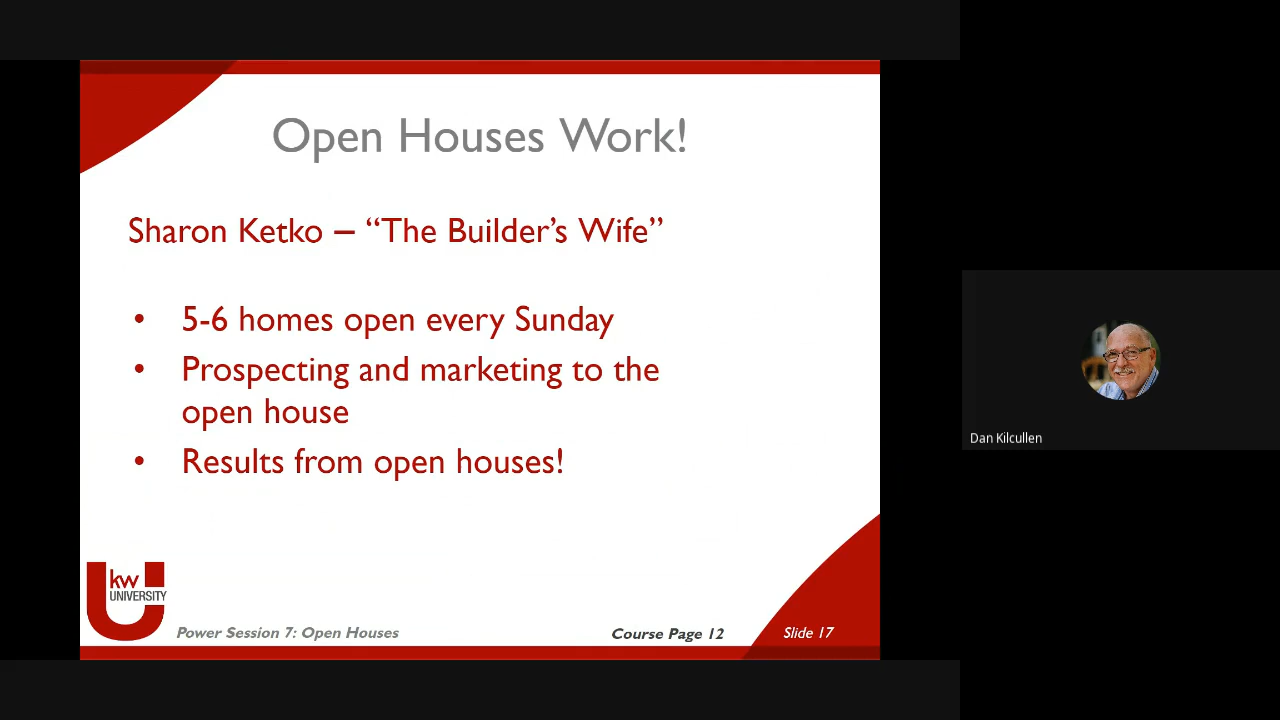 Open Houses Work!
Sharon Ketko – “The Builder’s Wife”
• 5-6 homes open every Sunday
• Prospecting and marketing to the
open house
• Results from open houses!
kw
UNIVERSITY
Power Session 7: Open Houses
Course Page 12
Slide 17
Dan Kilcullen